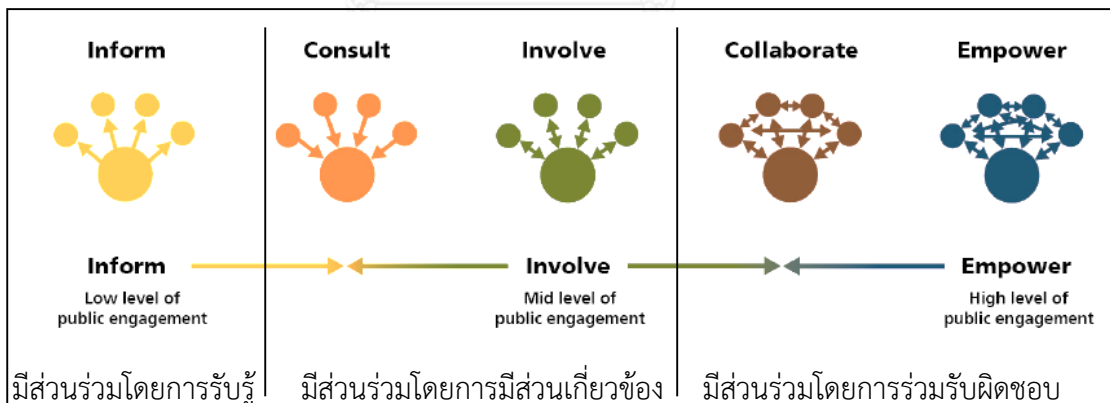 Inform Consult Involve Collaborate Empower
Inform Involve Empower
Low level of Mid level of High level of
public engagement public engagement public engagement
มีส่วนร่วมโดยการรับรู้ มีส่วนร่วมโดยการมีส่วนเกี่ยวข้อง มีส่วนร่วมโดยการร่วมรับผิดชอบ